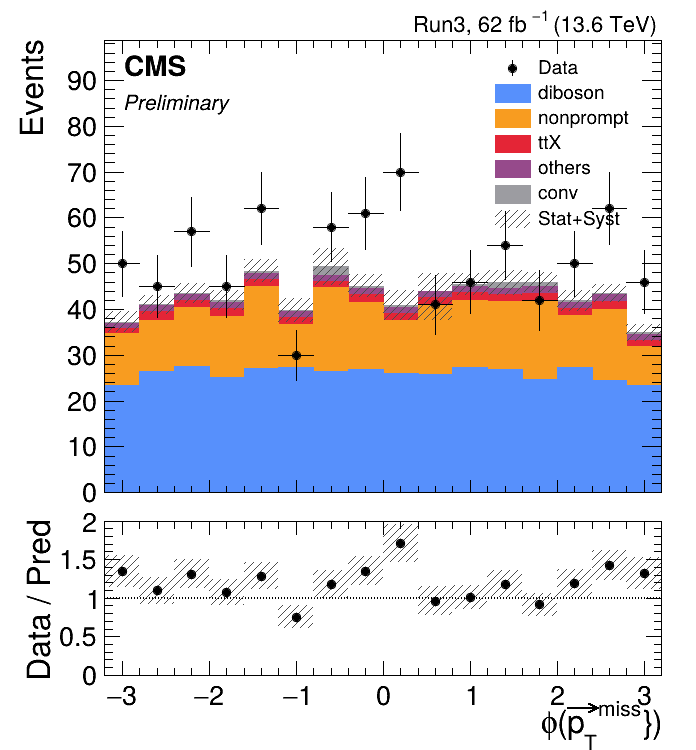 Run3, 62 fb⁻¹ (13.6 TeV)
CMS
Preliminary
Events
90
80
70
60
50
40
30
20
10
0
Data
diboson
nonprompt
ttX
others
conv
Stat+Syst
Data / Pred
2
1.5
1
0.5
0
−3 −2 −1 0 1 2 3
ϕ(p⃗_T^miss})